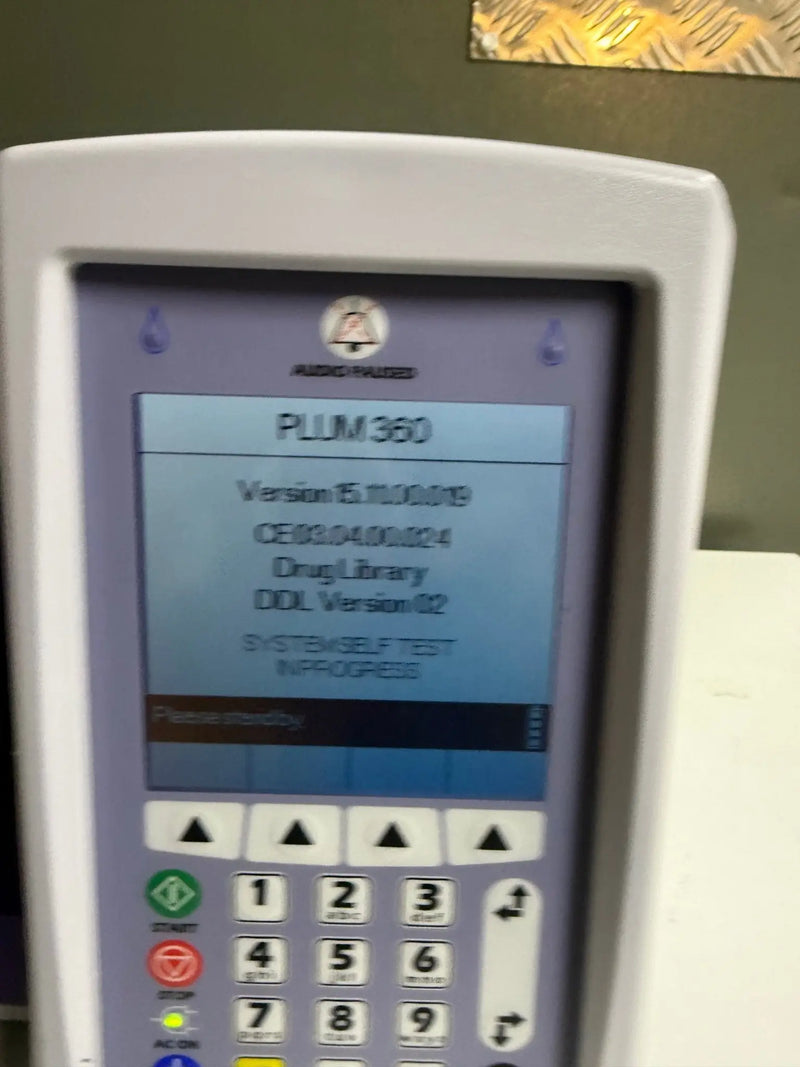 AUDIO PAUSED
PLUM 360
Version 15.11.00.019
CE 03.04.00.024
Drug Library
DDL Version 0.2
SYSTEM SELF TEST
IN PROGRESS
Please standby.
START
1
2 abc
3 def
STOP
4 ghi
5 jkl
6 mno
AC ON
7 pqrs
8 tuv
9 wxyz